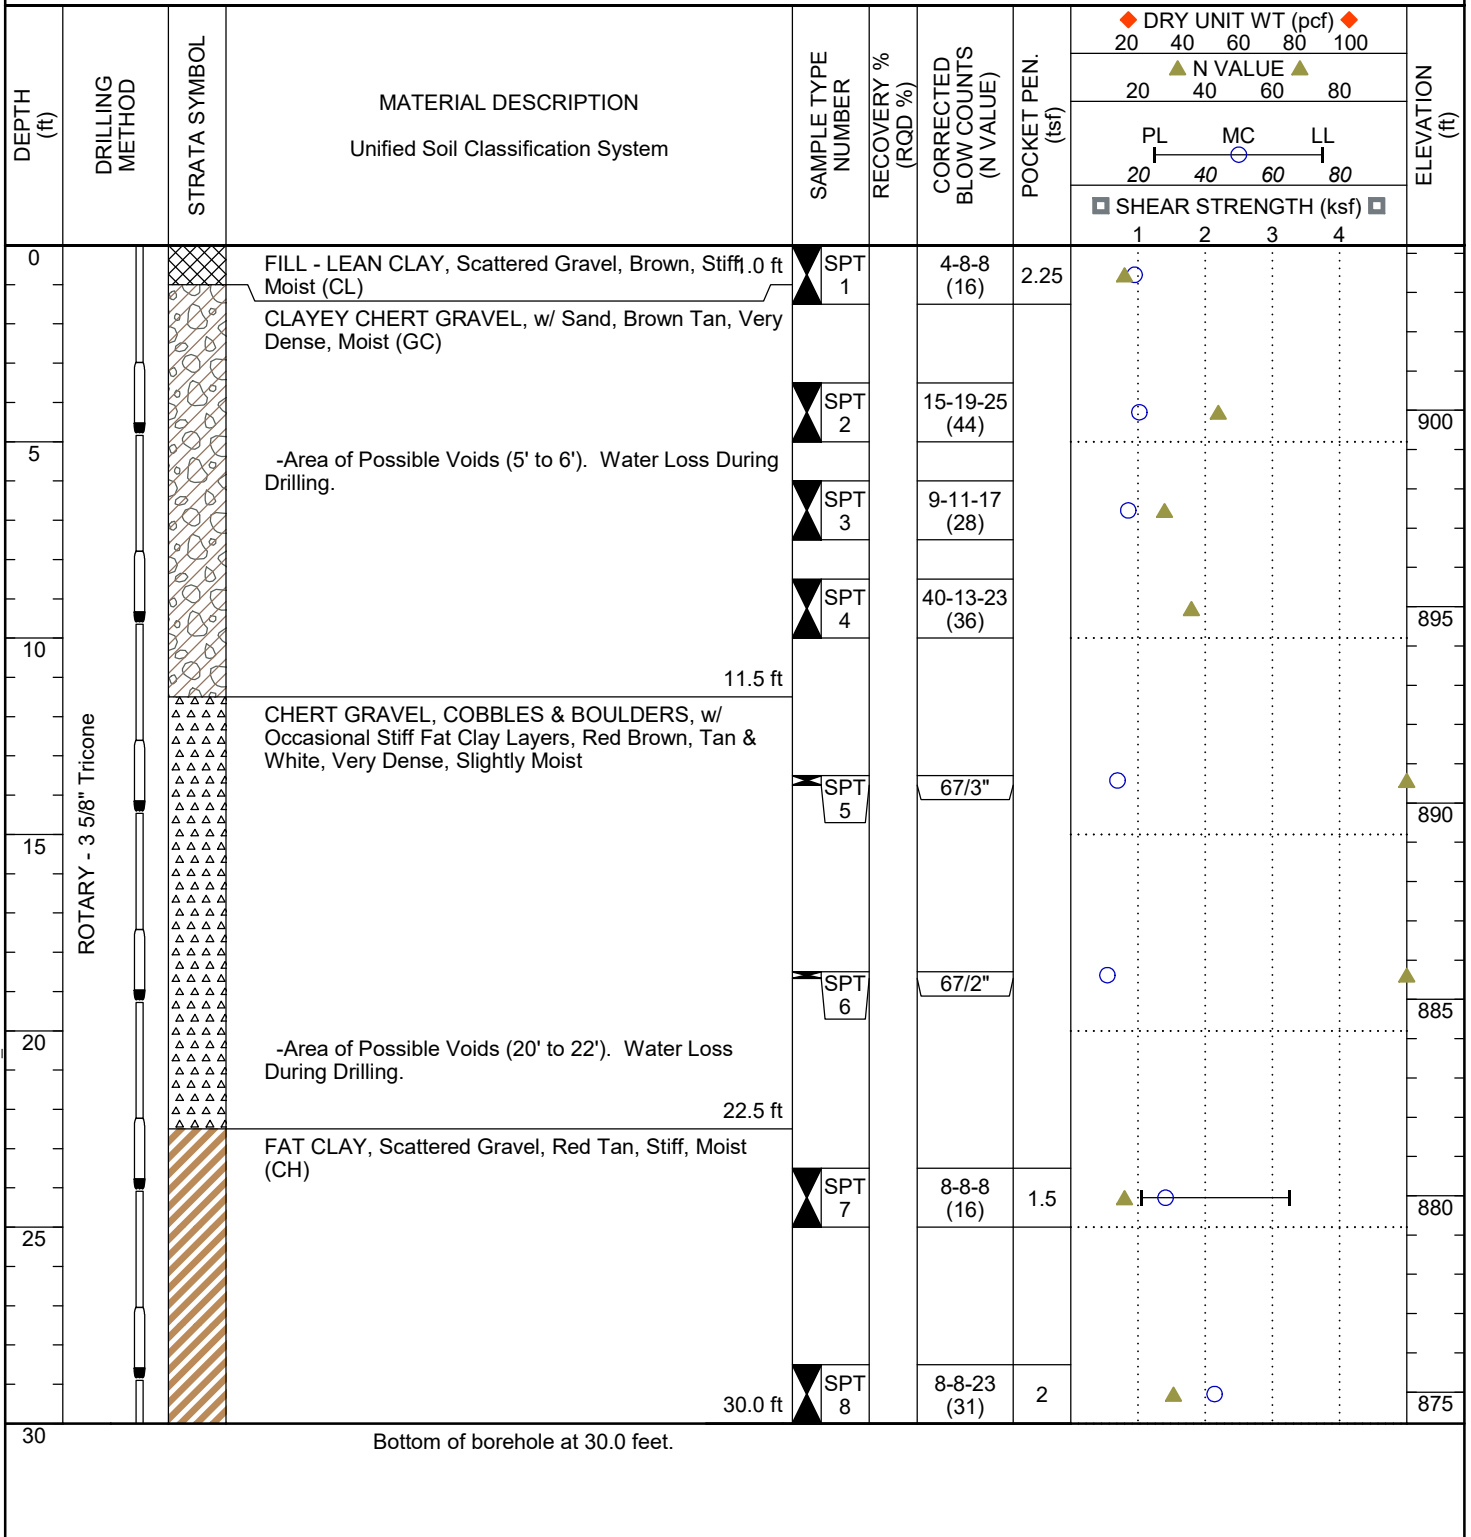 DEPTH
(ft)
DRILLING
METHOD
STRATA SYMBOL
MATERIAL DESCRIPTION
Unified Soil Classification System
SAMPLE TYPE
NUMBER
RECOVERY %
(RQD %)
CORRECTED
BLOW COUNTS
(N VALUE)
POCKET PEN.
(tsf)
DRY UNIT WT (pcf)
20 40 60 80 100
N VALUE
20 40 60 80
PL MC LL
20 40 60 80
SHEAR STRENGTH (ksf)
1 2 3 4
ELEVATION
(ft)
0
ROTARY - 3 5/8" Tricone
FILL - LEAN CLAY, Scattered Gravel, Brown, Stiff, 1.0 ft
Moist (CL)
SPT
1
4-8-8
(16)
2.25
CLAYEY CHERT GRAVEL, w/ Sand, Brown Tan, Very
Dense, Moist (GC)
SPT
2
15-19-25
(44)
900
5
-Area of Possible Voids (5' to 6'). Water Loss During
Drilling.
SPT
3
9-11-17
(28)
SPT
4
40-13-23
(36)
895
10
11.5 ft
CHERT GRAVEL, COBBLES & BOULDERS, w/
Occasional Stiff Fat Clay Layers, Red Brown, Tan &
White, Very Dense, Slightly Moist
SPT
5
67/3"
890
15
SPT
6
67/2"
885
20
-Area of Possible Voids (20' to 22'). Water Loss
During Drilling.
22.5 ft
FAT CLAY, Scattered Gravel, Red Tan, Stiff, Moist
(CH)
SPT
7
8-8-8
(16)
1.5
880
25
30.0 ft
SPT
8
8-8-23
(31)
2
875
30
Bottom of borehole at 30.0 feet.